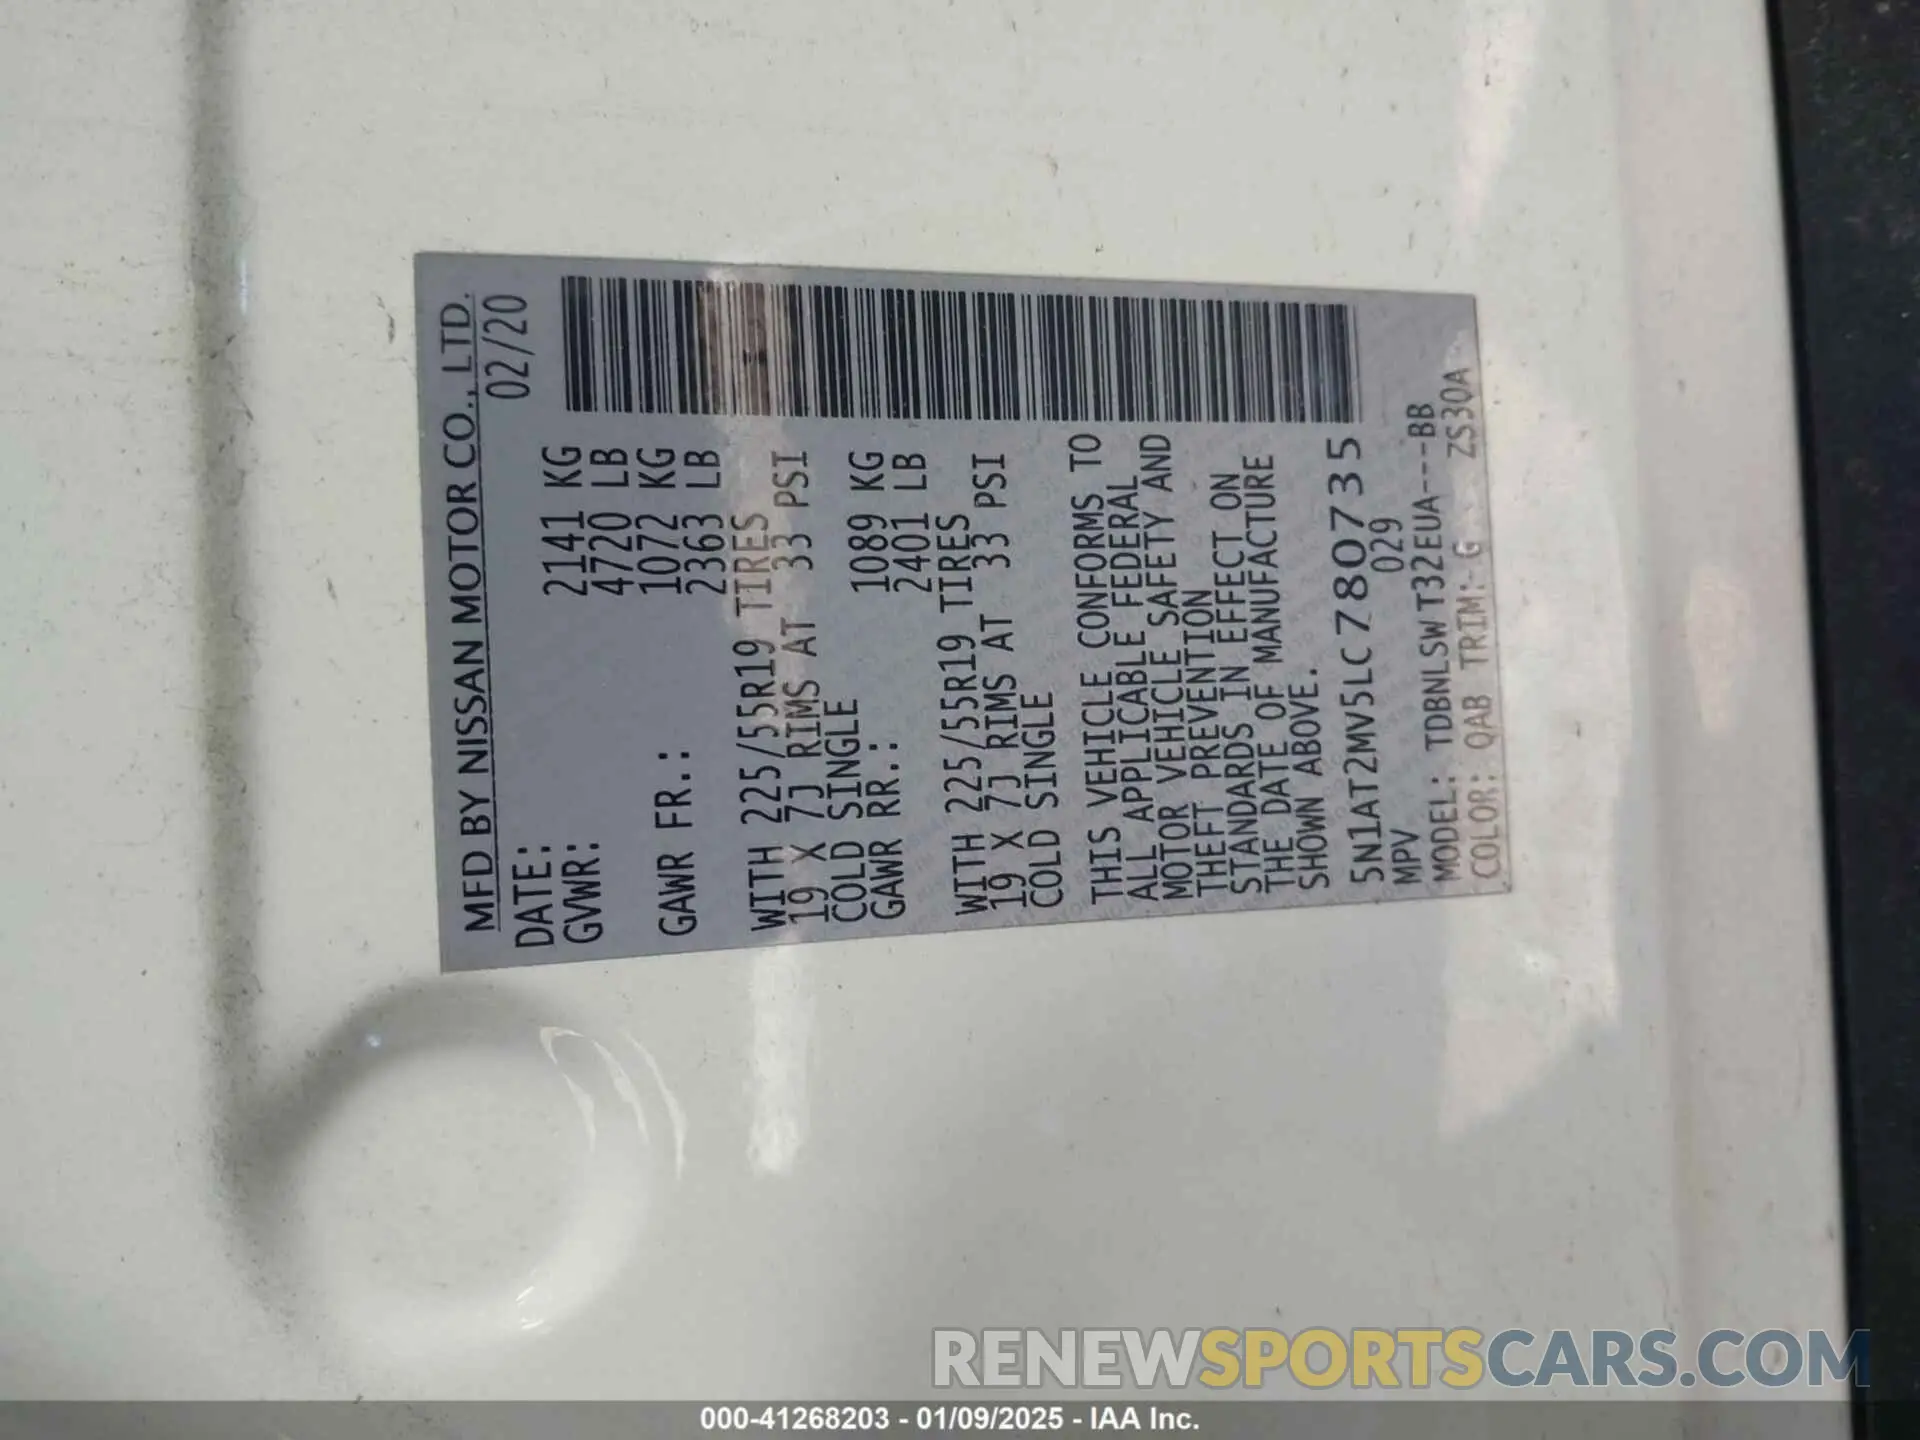 MFD BY NISSAN MOTOR CO., LTD.
DATE: 02/20
GVWR: 2141 KG
4720 LB
GAWR FR.: 1072 KG
2363 LB
WITH 225/55R19 TIRES
19 X 7J RIMS AT 33 PSI
COLD SINGLE
GAWR RR.: 1089 KG
2401 LB
WITH 225/55R19 TIRES
19 X 7J RIMS AT 33 PSI
COLD SINGLE
THIS VEHICLE CONFORMS TO
ALL APPLICABLE FEDERAL
MOTOR VEHICLE SAFETY AND
THEFT PREVENTION
STANDARDS IN EFFECT ON
THE DATE OF MANUFACTURE
SHOWN ABOVE.
5N1AT2MV5LC780735
MPV 029
MODEL: TDBNLSW T32EUA---BB
COLOR: QAB TRIM: G ZS30A
RENEWSPORTSCARS.COM
000-41268203 - 01/09/2025 - IAA Inc.